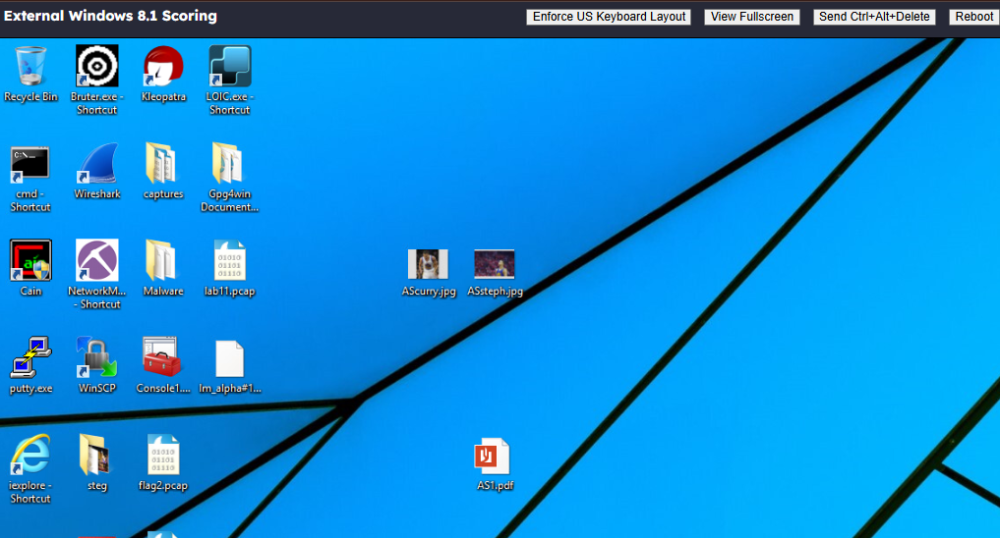 External Windows 8.1 Scoring
Enforce US Keyboard Layout
View Fullscreen
Send Ctrl+Alt+Delete
Reboot
Recycle Bin
Bruter.exe -
Shortcut
Kleopatra
LOIC.exe -
Shortcut
cmd -
Shortcut
Wireshark
captures
Gpg4win
Document...
Cain
NetworkM...
- Shortcut
Malware
lab11.pcap
AScurry.jpg
ASsteph.jpg
putty.exe
WinSCP
Console1....
lm_alpha#1...
iexplore -
Shortcut
steg
flag2.pcap
AS1.pdf